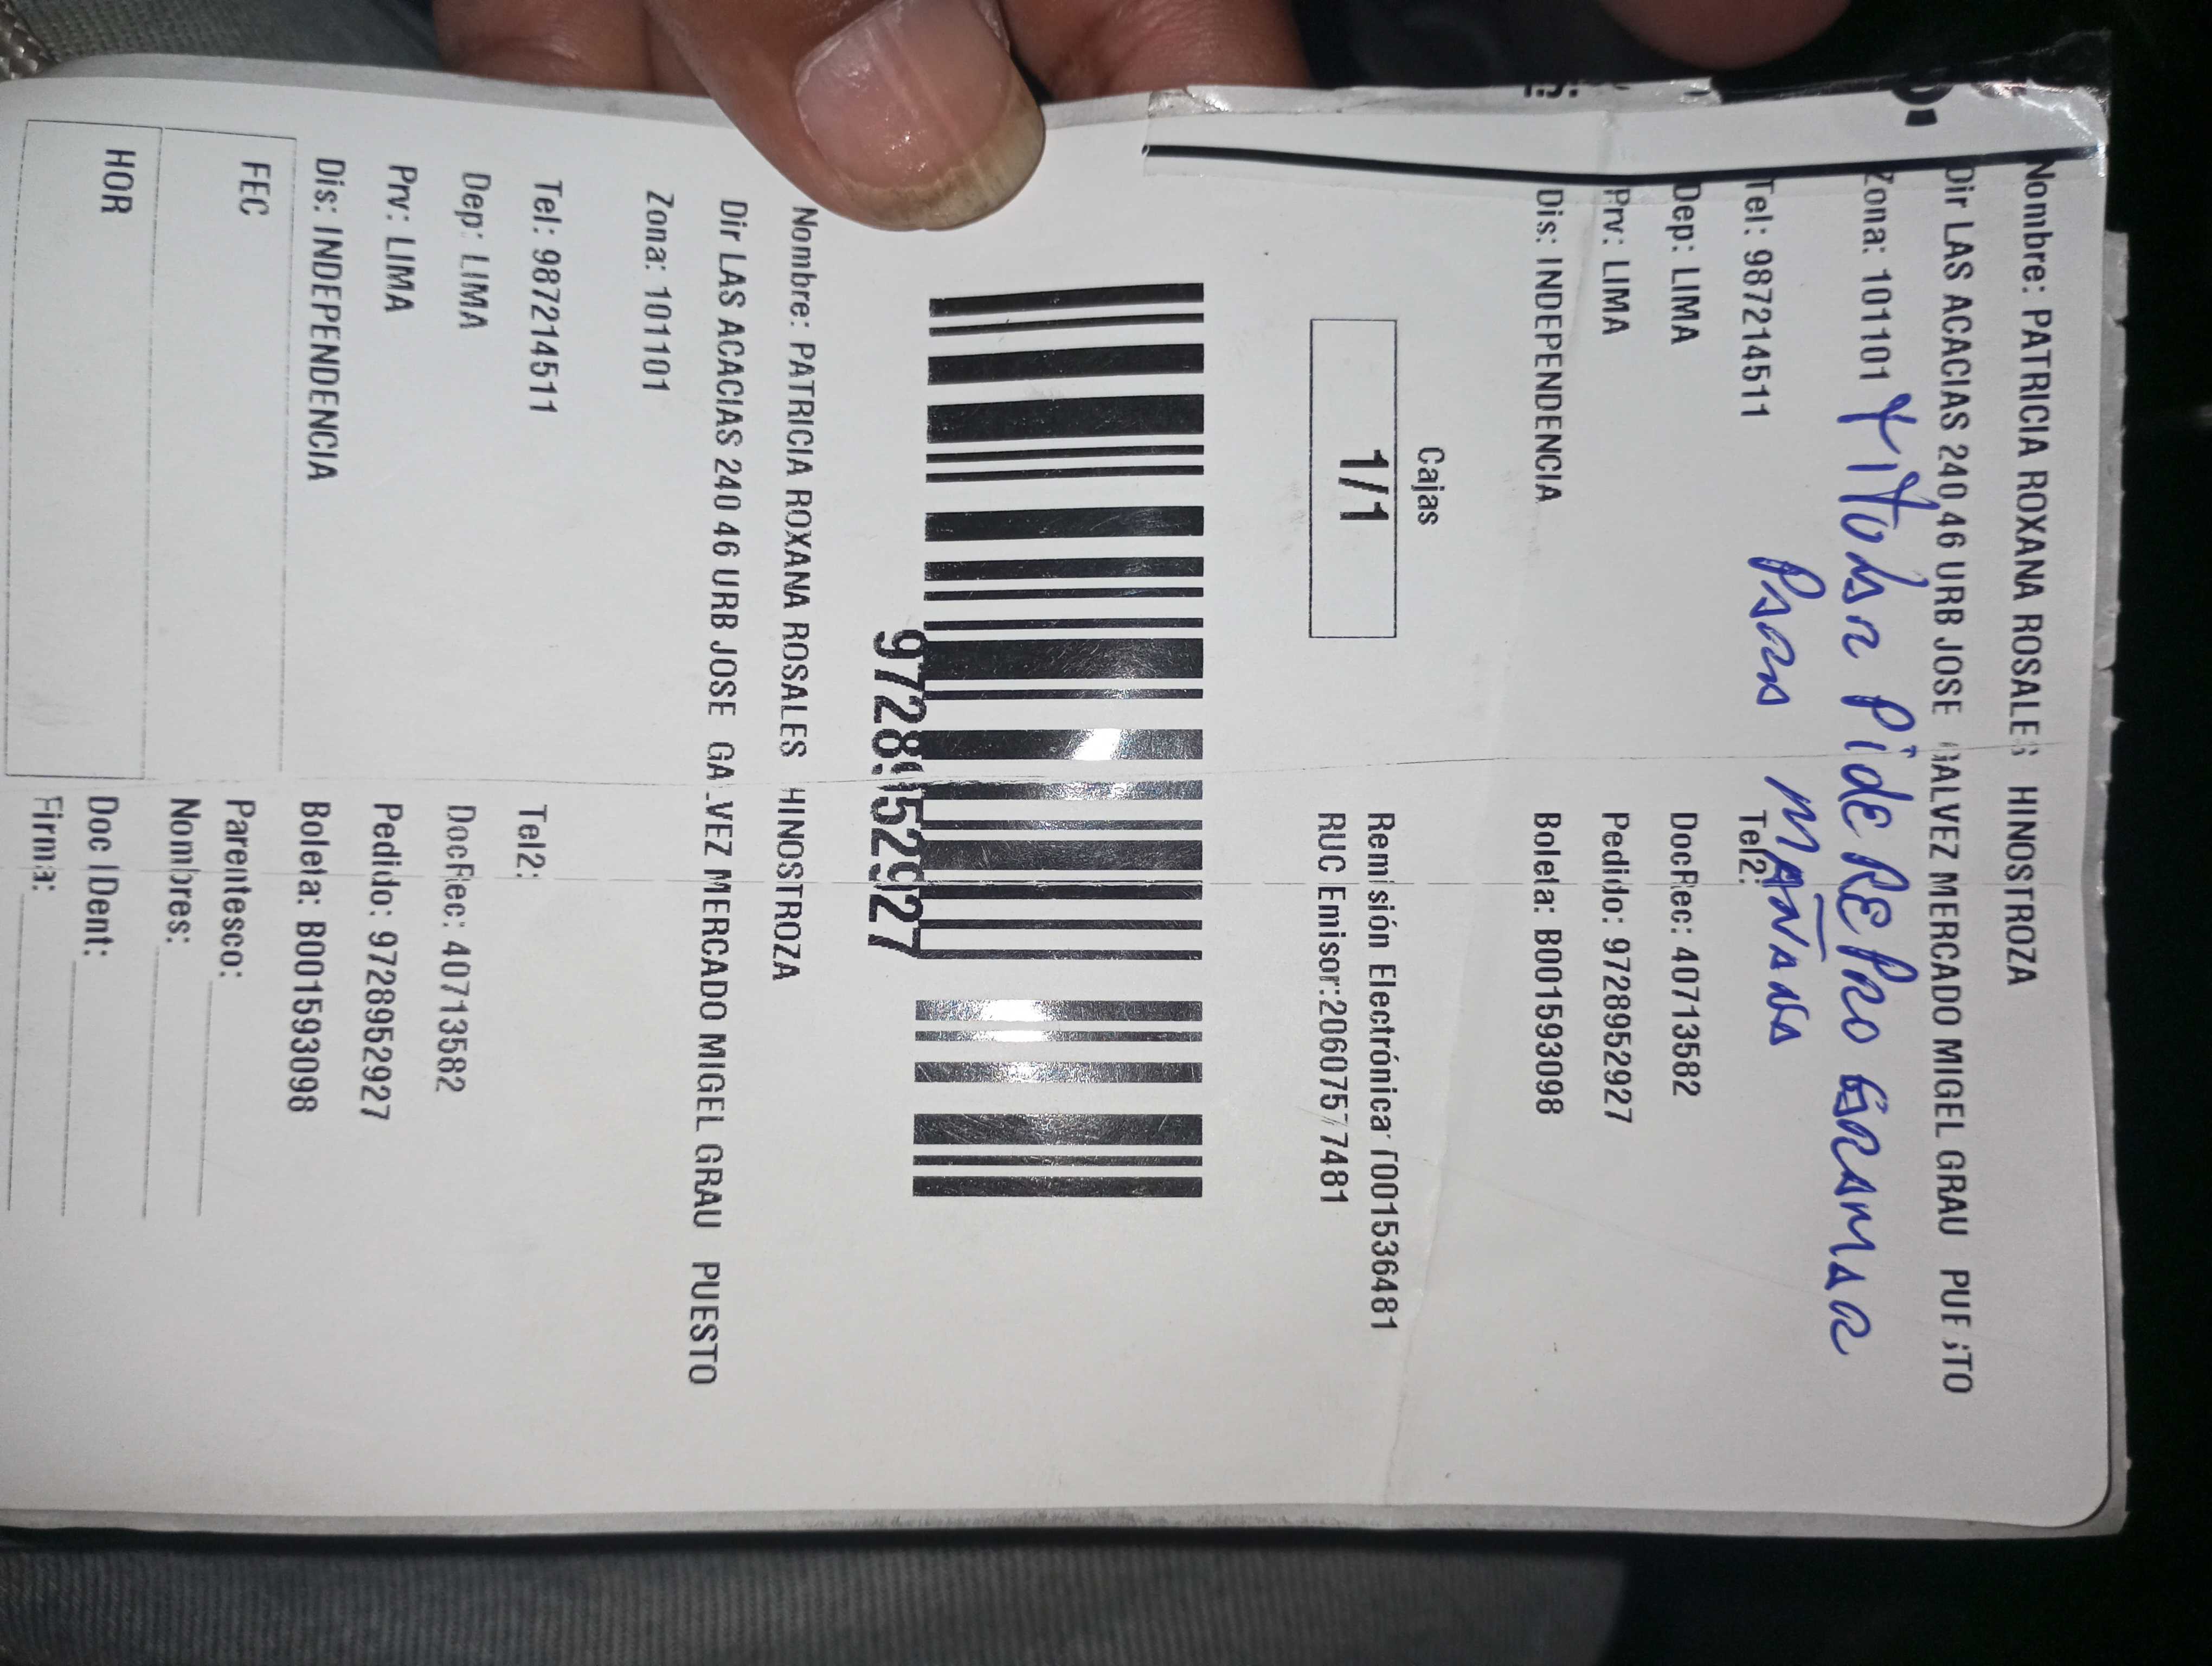 Nombre: PATRICIA ROXANA ROSALES HINOSTROZA
Dir LAS ACACIAS 240 46 URB JOSE GALVEZ MERCADO MIGEL GRAU PUESTO
Zona: 101101 Pide REPROGRAMAR
PARA MAÑANA
Tel: 987214511 Tel2:
Dep: LIMA DocRec: 40713582
Prv: LIMA Pedido: 9728952927
Dis: INDEPENDENCIA Boleta: B001593098
Cajas
1/1
Remisión Electrónica T001536481
RUC Emisor:20607577481
9728952927
Nombre: PATRICIA ROXANA ROSALES HINOSTROZA
Dir LAS ACACIAS 240 46 URB JOSE GALVEZ MERCADO MIGEL GRAU PUESTO
Zona: 101101
Tel: 987214511 Tel2:
Dep: LIMA DocRec: 40713582
Prv: LIMA Pedido: 9728952927
Dis: INDEPENDENCIA Boleta: B001593098
FEC Parentesco:
Nombres:
HOR Doc IDent:
Firma: